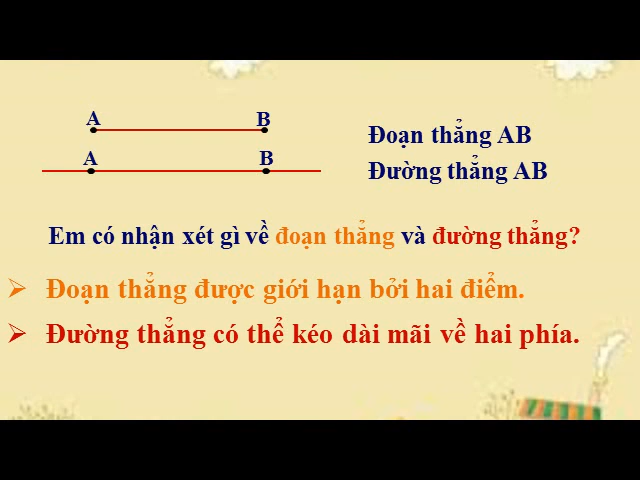 A B
Đoạn thẳng AB
A B
Đường thẳng AB
Em có nhận xét gì về đoạn thẳng và đường thẳng?
Đoạn thẳng được giới hạn bởi hai điểm.
Đường thẳng có thể kéo dài mãi về hai phía.